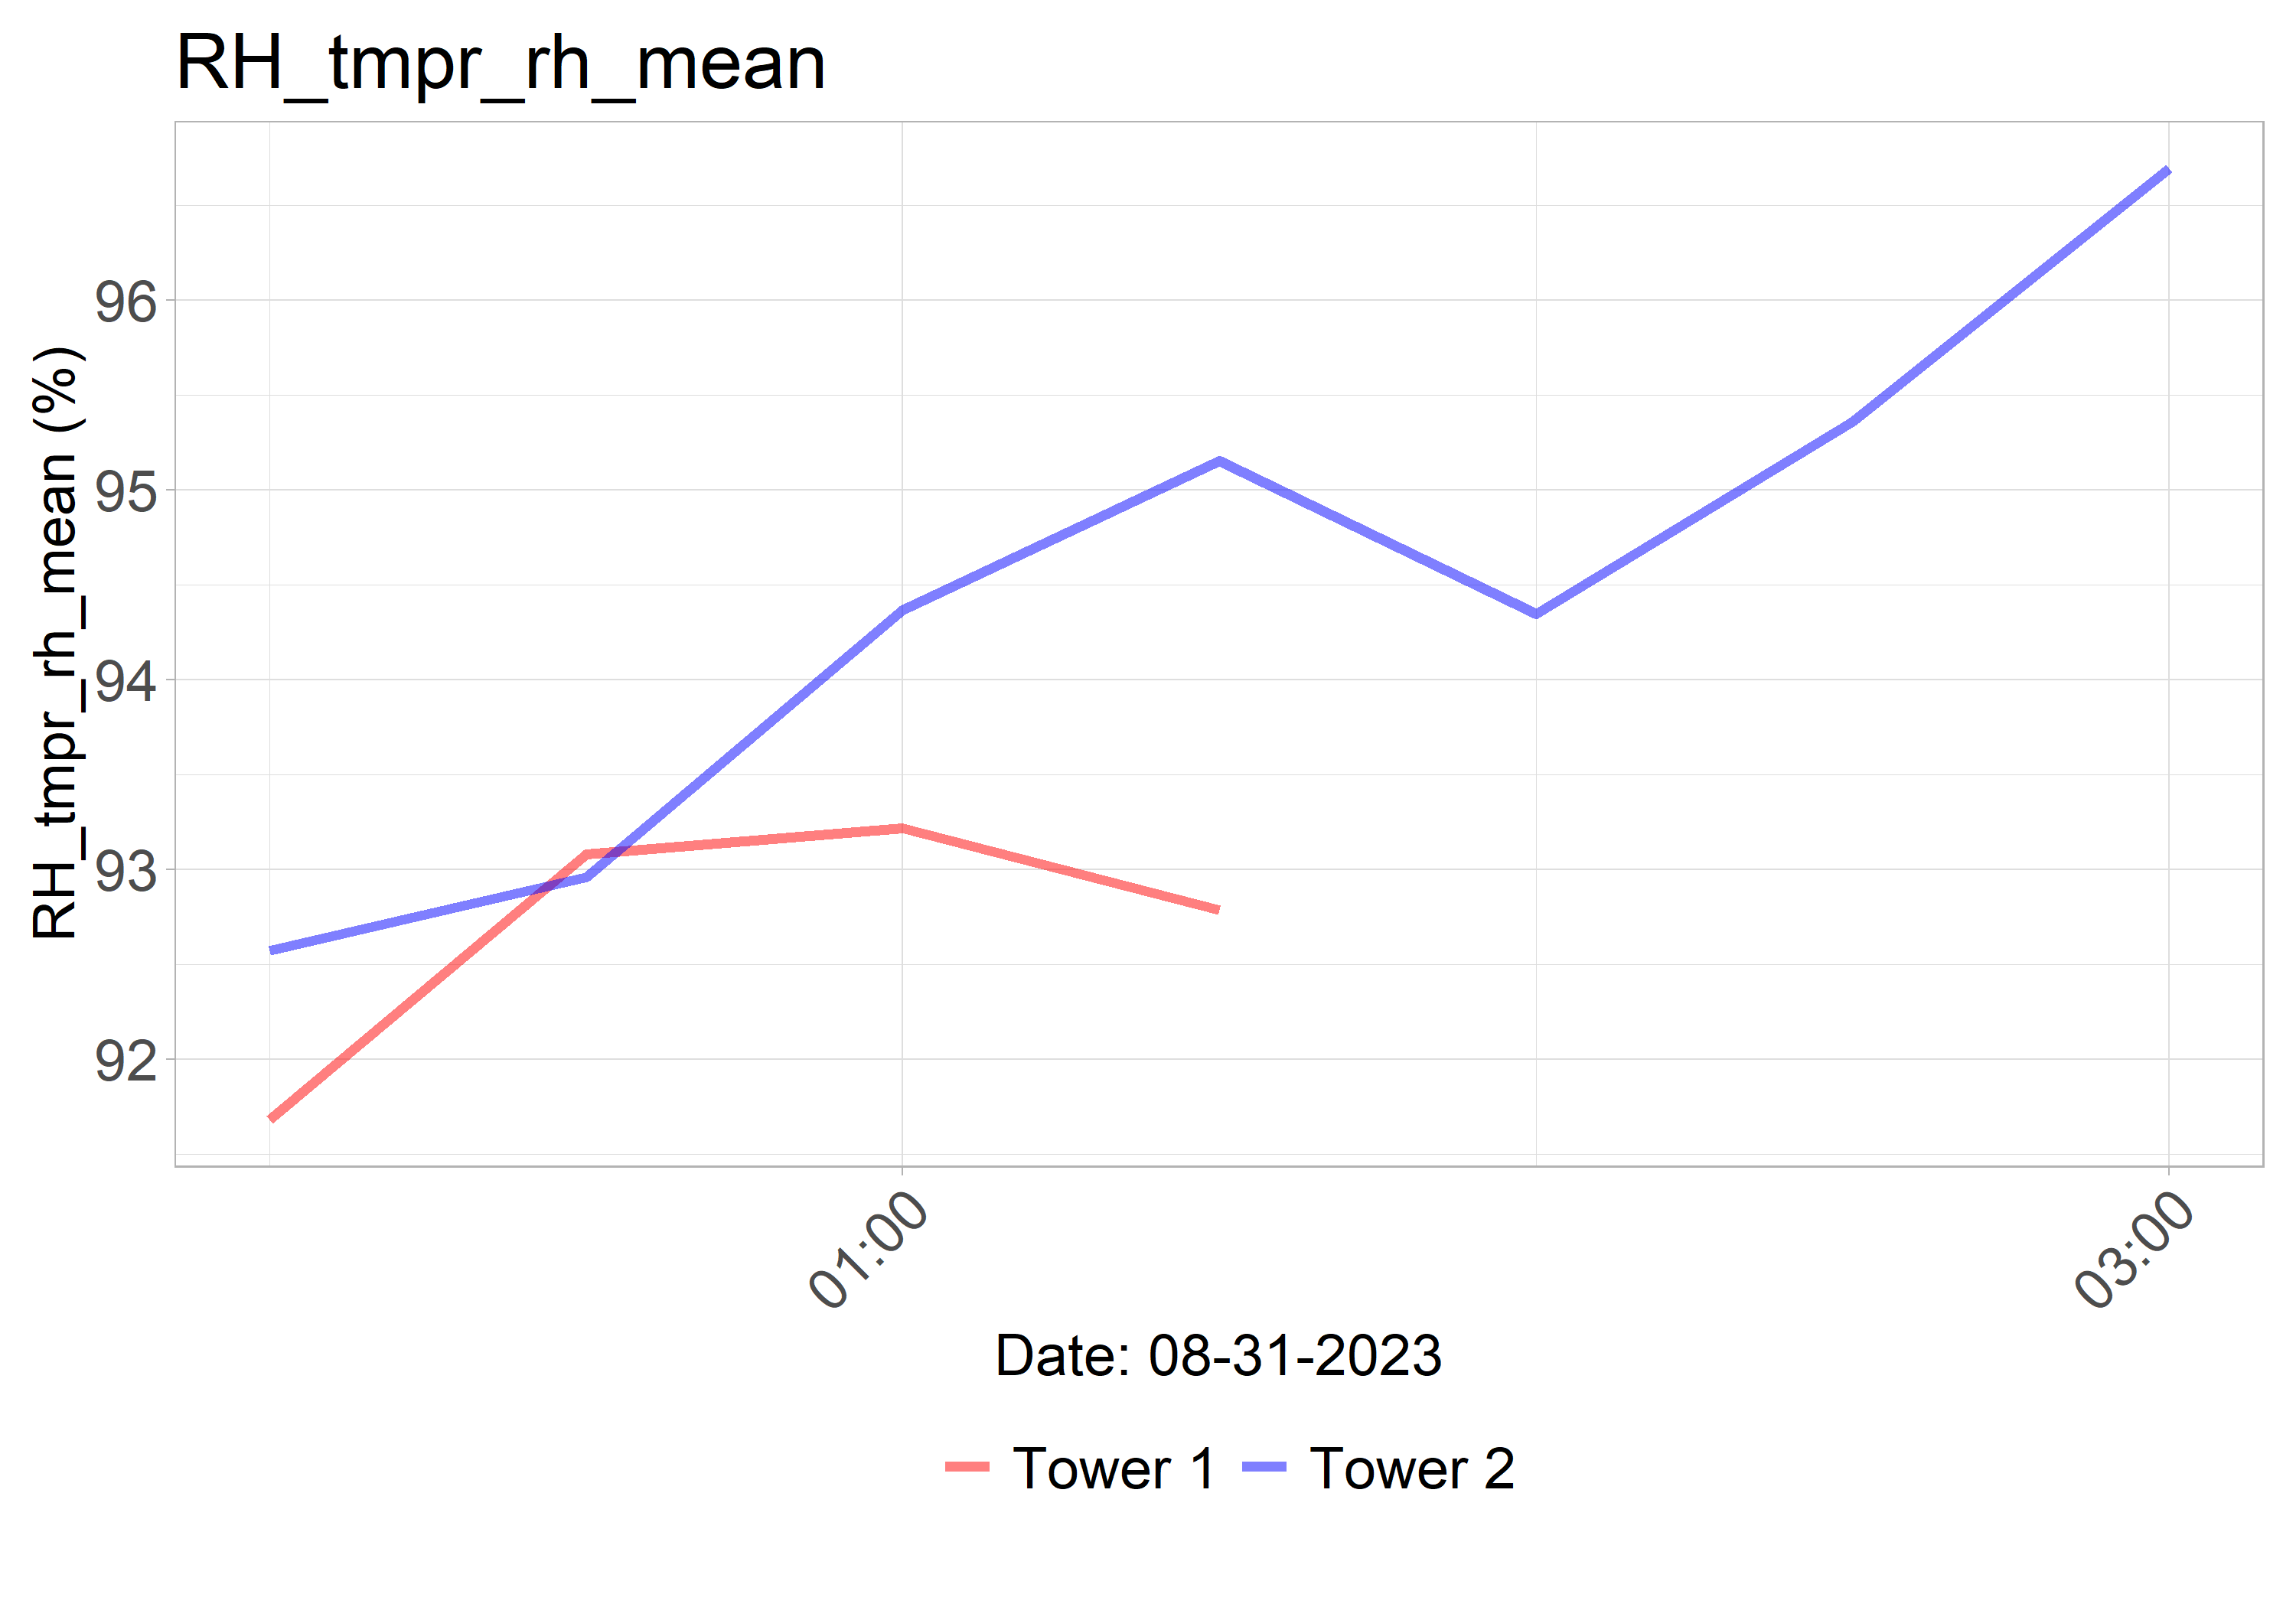 RH_tmpr_rh_mean
RH_tmpr_rh_mean (%)
96
95
94
93
92
01:00
03:00
Date: 08-31-2023
Tower 1
Tower 2